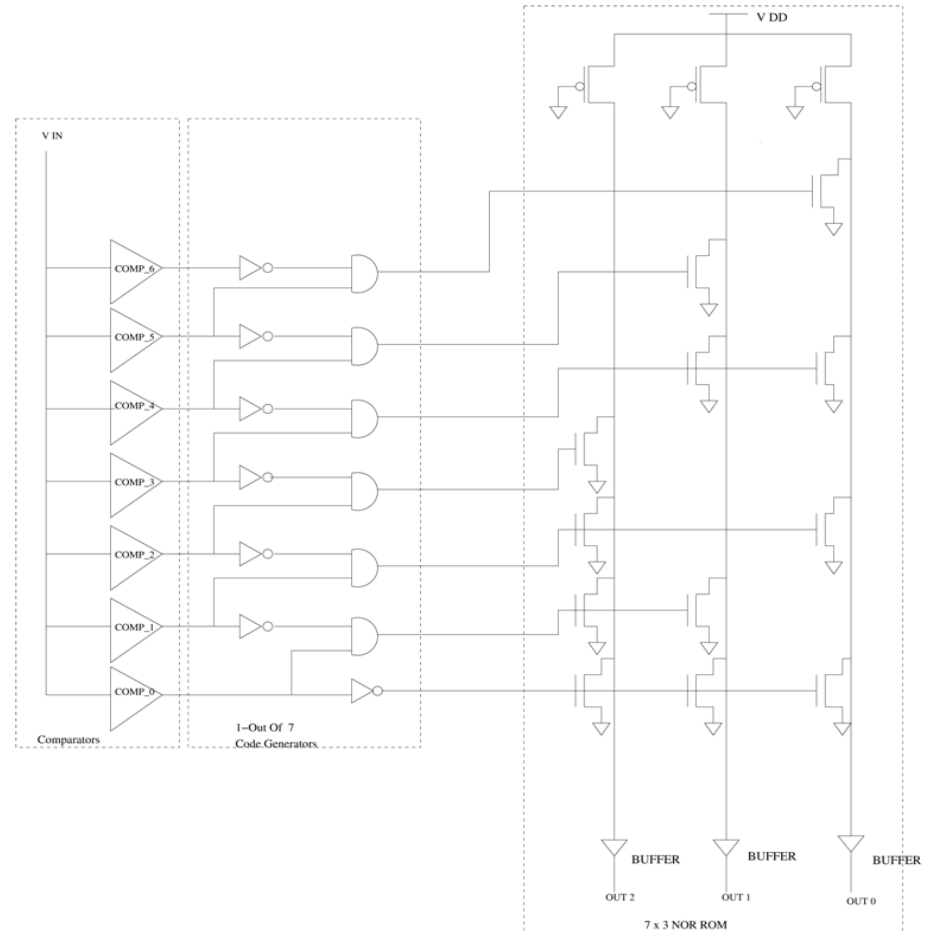 V DD
V IN
COMP_6
COMP_5
COMP_4
COMP_3
COMP_2
COMP_1
COMP_0
Comparators
1-Out Of 7
Code Generators
BUFFER
BUFFER
BUFFER
OUT 2
OUT 1
OUT 0
7 x 3 NOR ROM